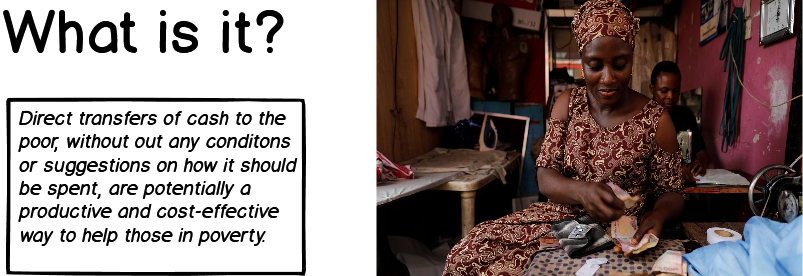 What is it?
Direct transfers of cash to the
poor, without out any conditons
or suggestions on how it should
be spent, are potentially a
productive and cost-effective
way to help those in poverty.